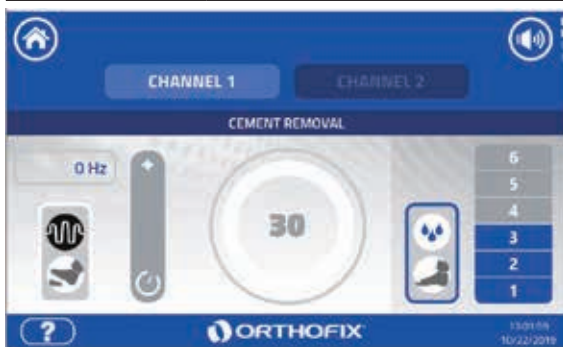 CHANNEL 1
CHANNEL 2
CEMENT REMOVAL
0 Hz
30
6
5
4
3
2
1
?
ORTHOFIX
10/22/2019